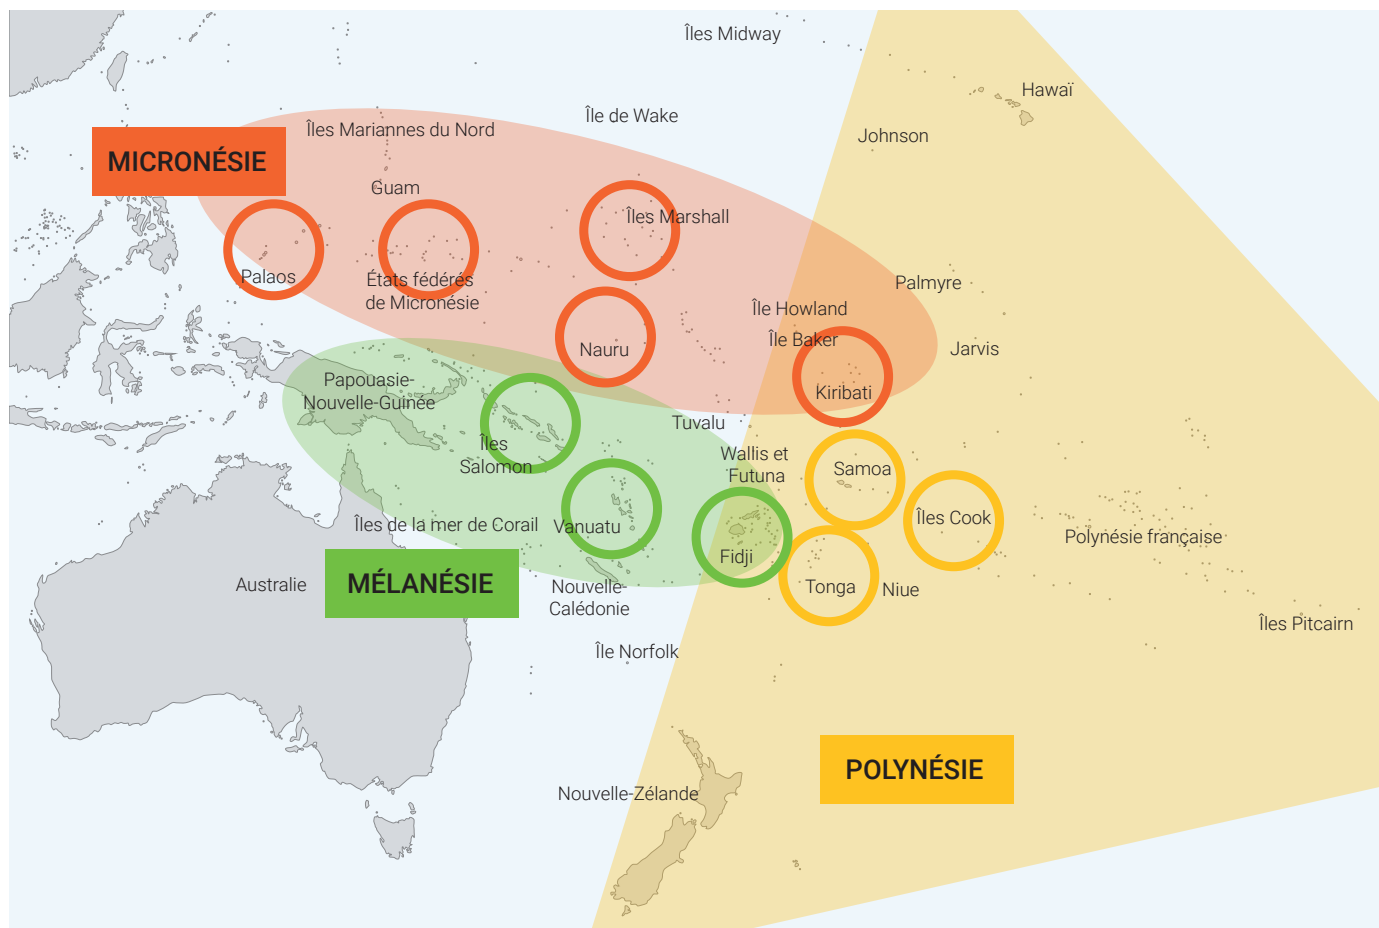 Îles Midway
Hawaï
Île de Wake
Îles Mariannes du Nord
Johnson
MICRONÉSIE
Guam
Îles Marshall
Palaos
États fédérés
de Micronésie
Palmyre
Île Howland
Île Baker
Nauru
Jarvis
Papouasie-
Nouvelle-Guinée
Kiribati
Tuvalu
Îles
Salomon
Wallis et
Futuna
Samoa
Îles de la mer de Corail
Vanuatu
Îles Cook
Polynésie française
Fidji
Australie
MÉLANÉSIE
Nouvelle-
Calédonie
Tonga
Niue
Îles Pitcairn
Île Norfolk
POLYNÉSIE
Nouvelle-Zélande